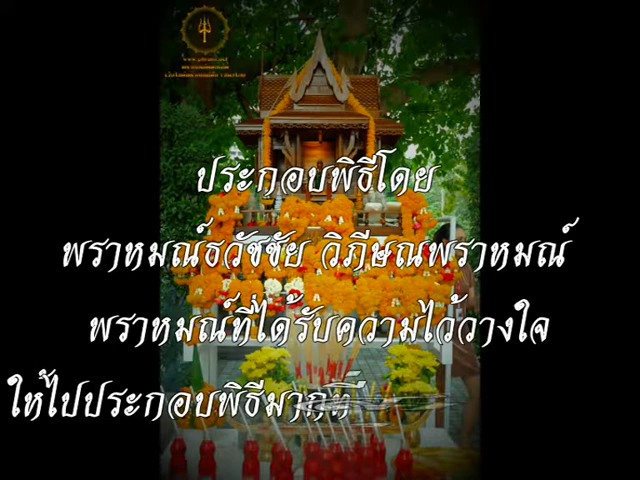 ประกอบพิธีโดย
พราหมณ์ธวัชชัย วิภีษณพราหมณ์
พราหมณ์ที่ได้รับความไว้วางใจ
ให้ไปประกอบพิธีมาก